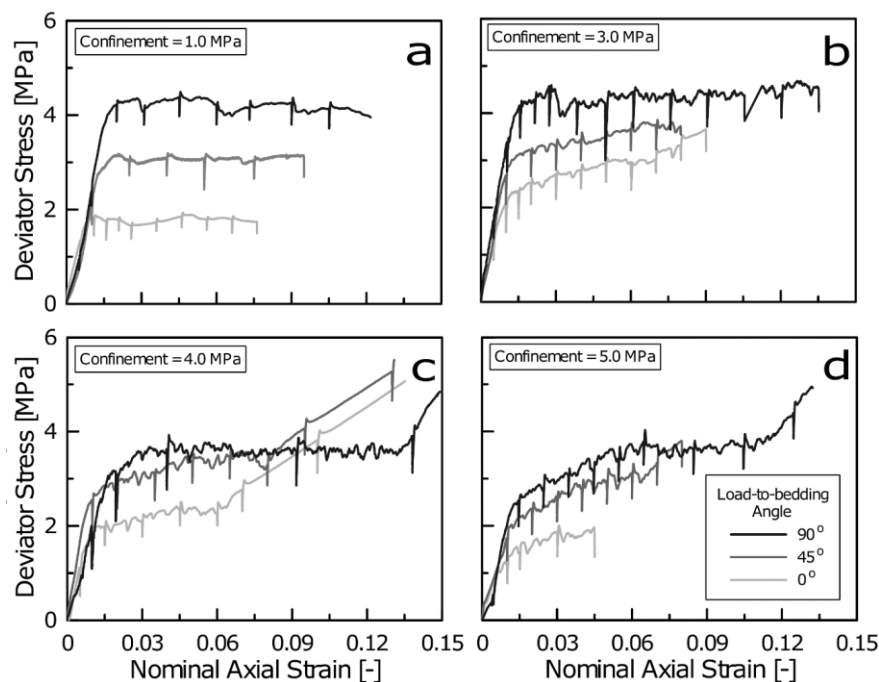 6
4
2
0
Deviator Stress [MPa]
Confinement = 1.0 MPa
a
Confinement = 3.0 MPa
b
6
4
2
0
Deviator Stress [MPa]
Confinement = 4.0 MPa
c
0 0.03 0.06 0.09 0.12 0.15
Nominal Axial Strain [-]
Confinement = 5.0 MPa
d
Load-to-bedding
Angle
90°
45°
0°
0 0.03 0.06 0.09 0.12 0.15
Nominal Axial Strain [-]